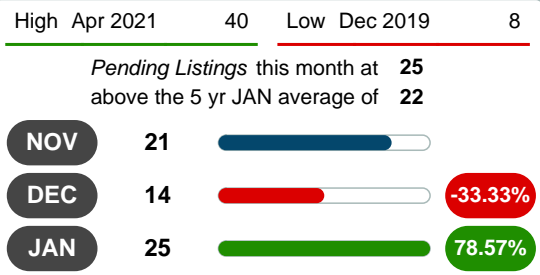 High Apr 2021 40 Low Dec 2019 8
Pending Listings this month at 25
above the 5 yr JAN average of 22
NOV 21
DEC 14 -33.33%
JAN 25 78.57%